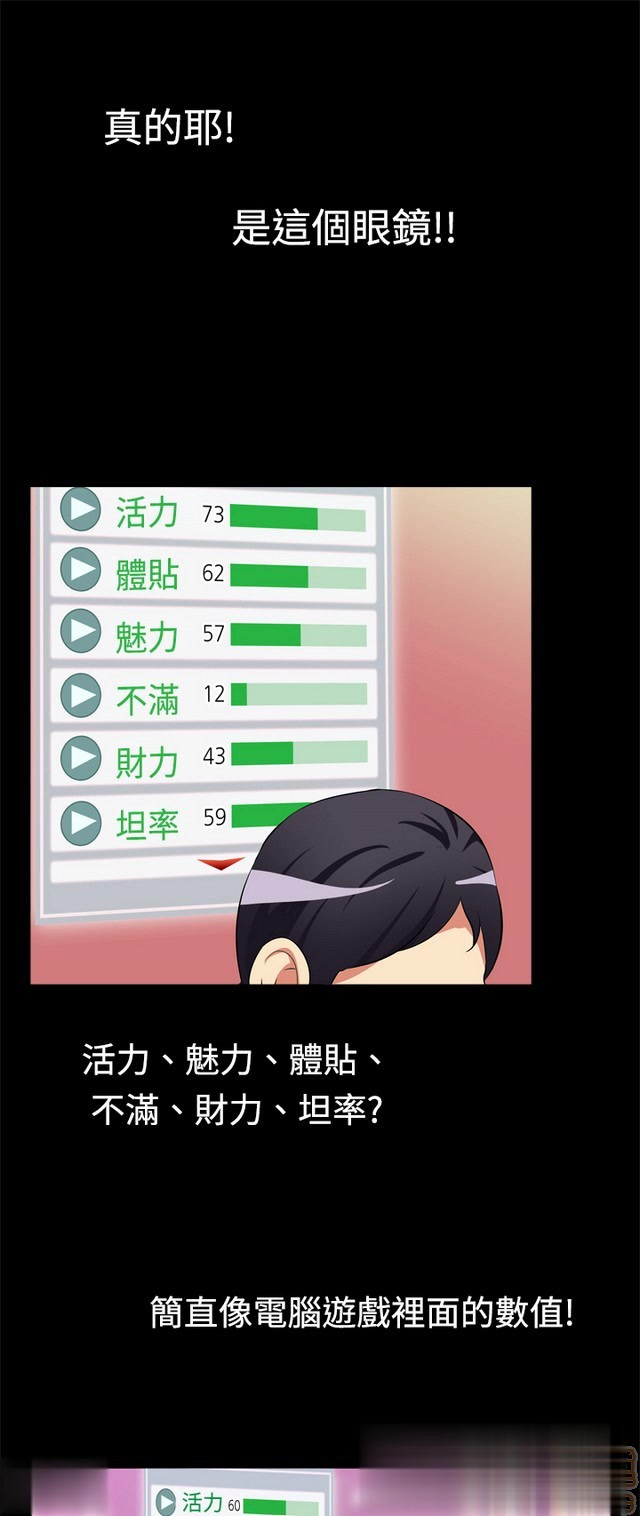 真的耶!
是這個眼鏡!!
活力 73
體貼 62
魅力 57
不滿 12
財力 43
坦率 59
活力、魅力、體貼、
不滿、財力、坦率?
簡直像電腦遊戲裡面的數值!
活力 60